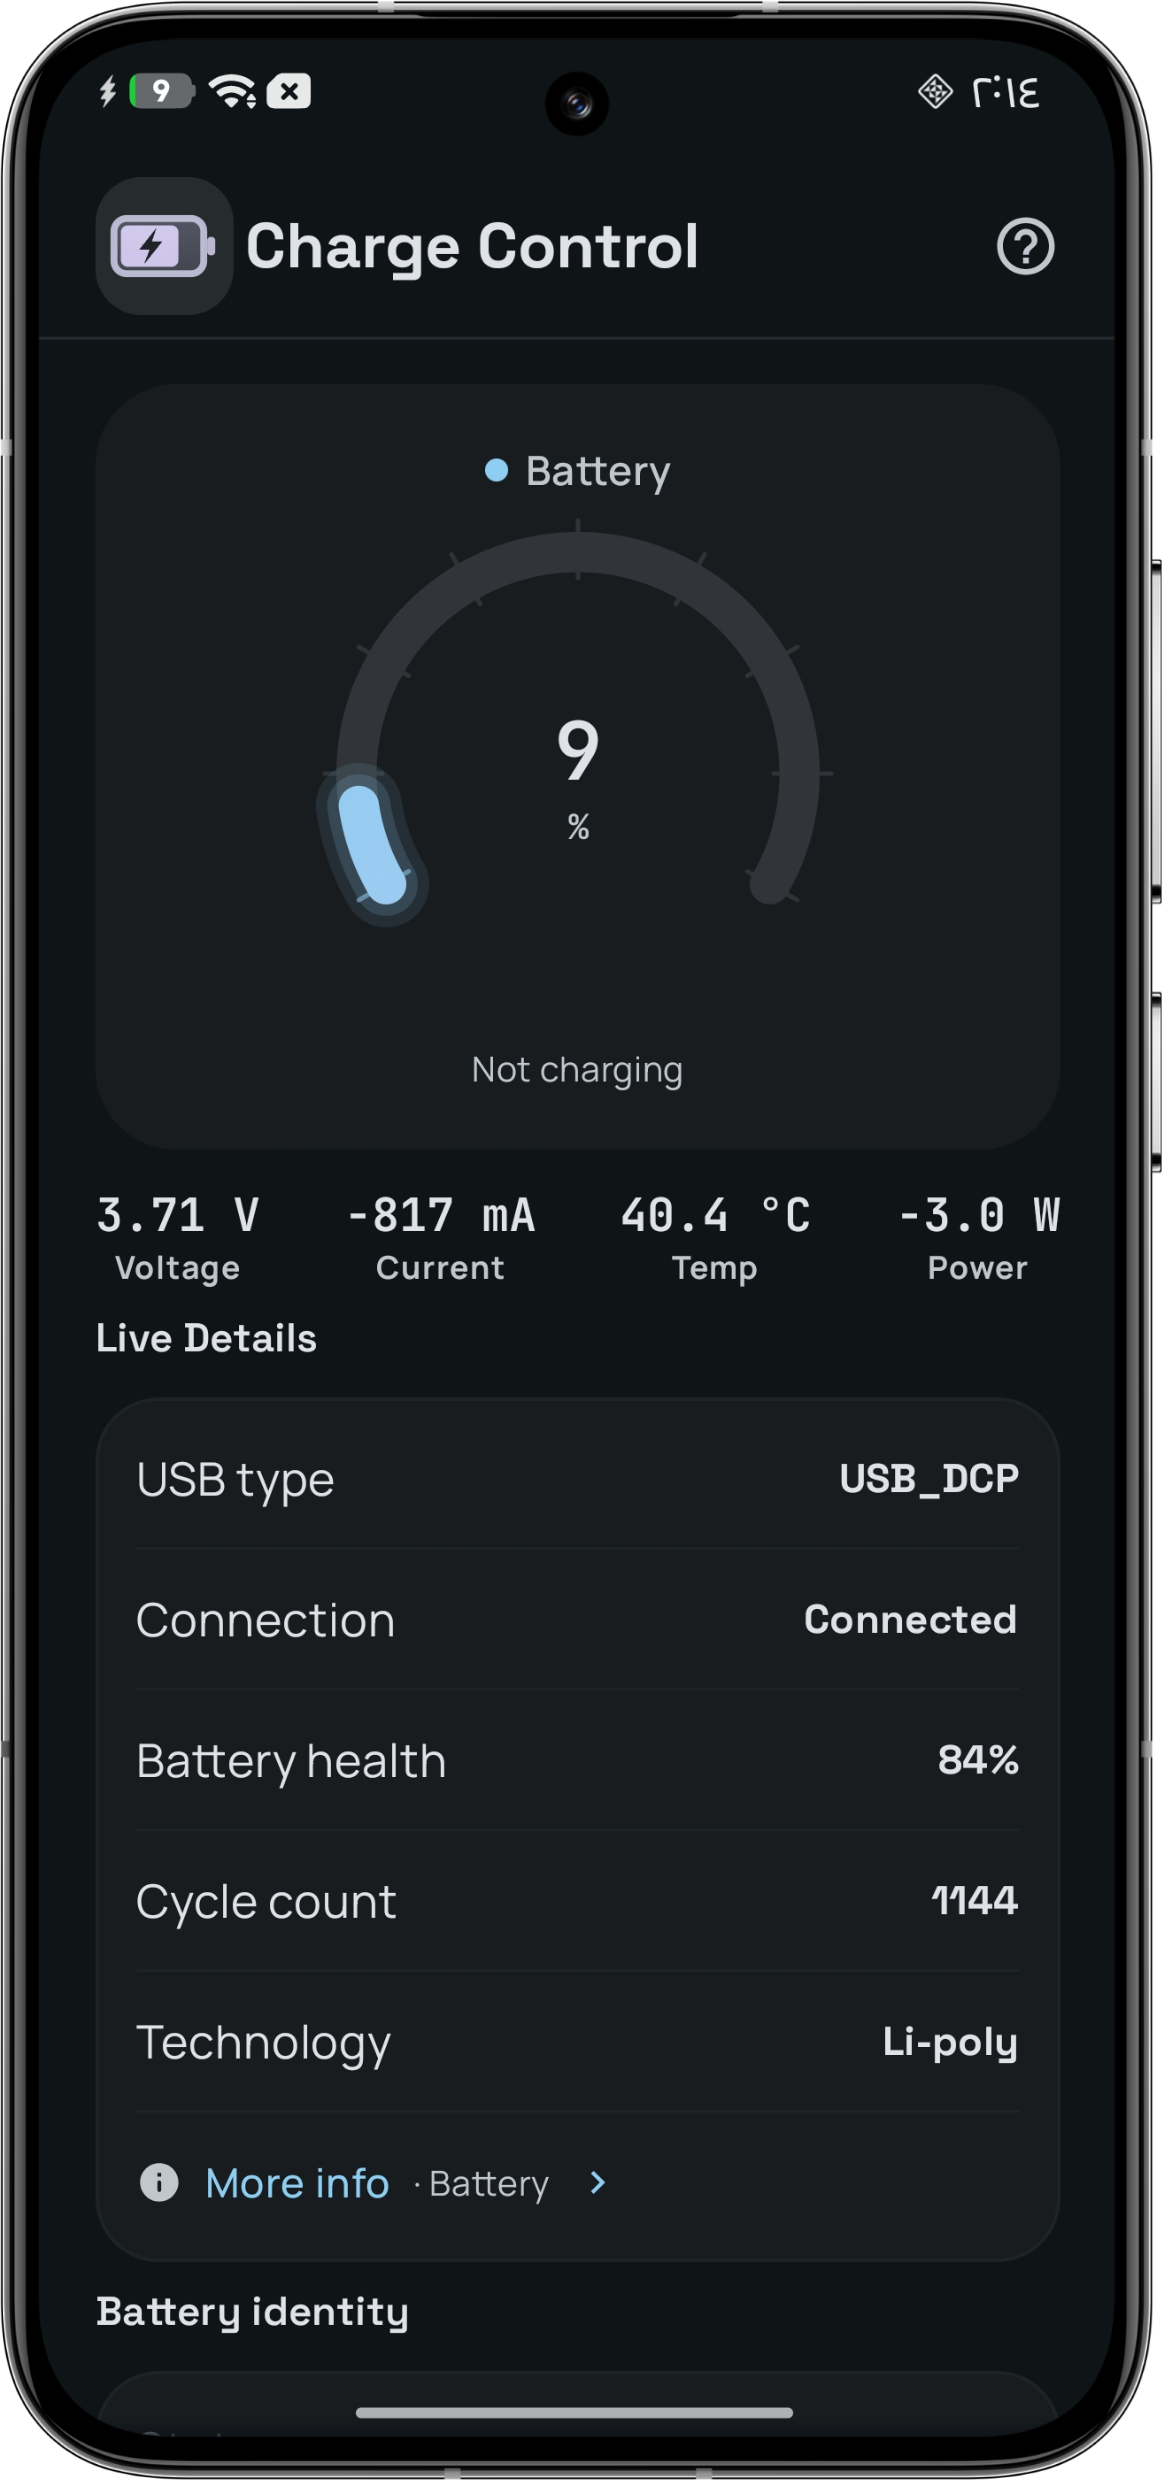 9
٢:١٤
Charge Control
Battery
9
%
Not charging
3.71 V -817 mA 40.4 °C -3.0 W
Voltage Current Temp Power
Live Details
USB type USB_DCP
Connection Connected
Battery health 84%
Cycle count 1144
Technology Li-poly
More info · Battery
Battery identity